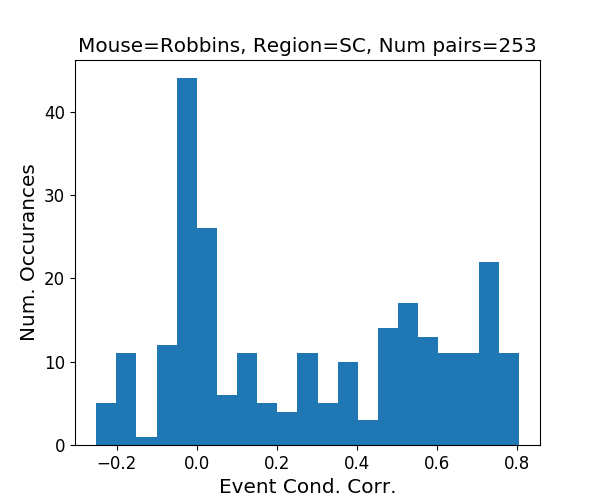 Mouse=Robbins, Region=SC, Num pairs=253
Num. Occurances
40
30
20
10
0
−0.2 0.0 0.2 0.4 0.6 0.8
Event Cond. Corr.